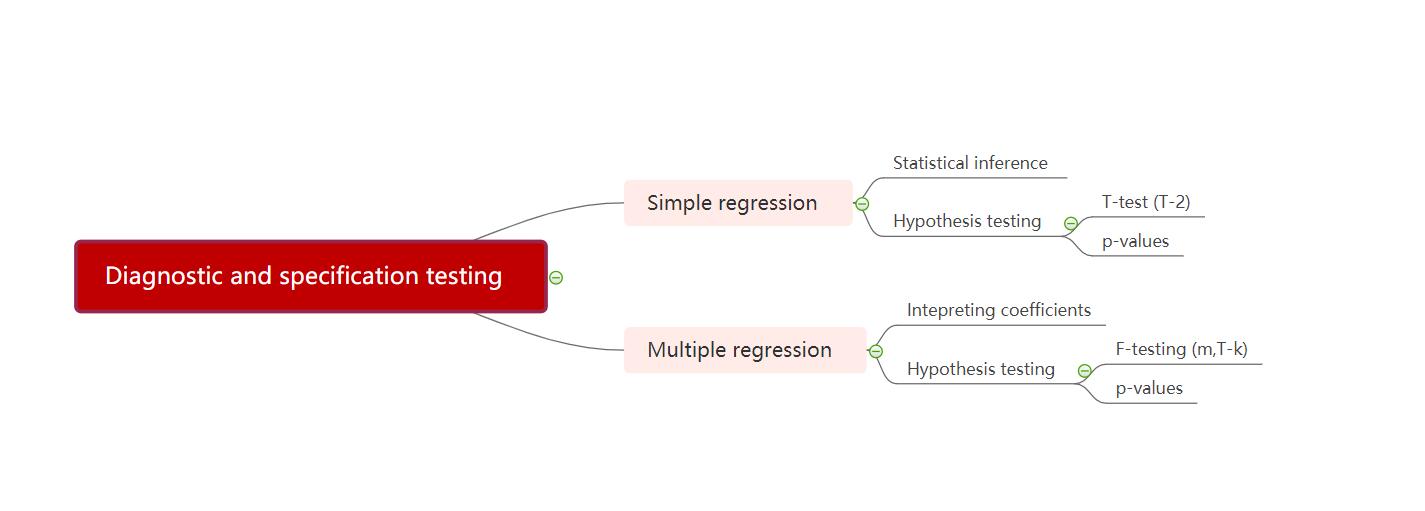 Diagnostic and specification testing
Simple regression
Statistical inference
Hypothesis testing
T-test (T-2)
p-values
Multiple regression
Intepreting coefficients
Hypothesis testing
F-testing (m,T-k)
p-values